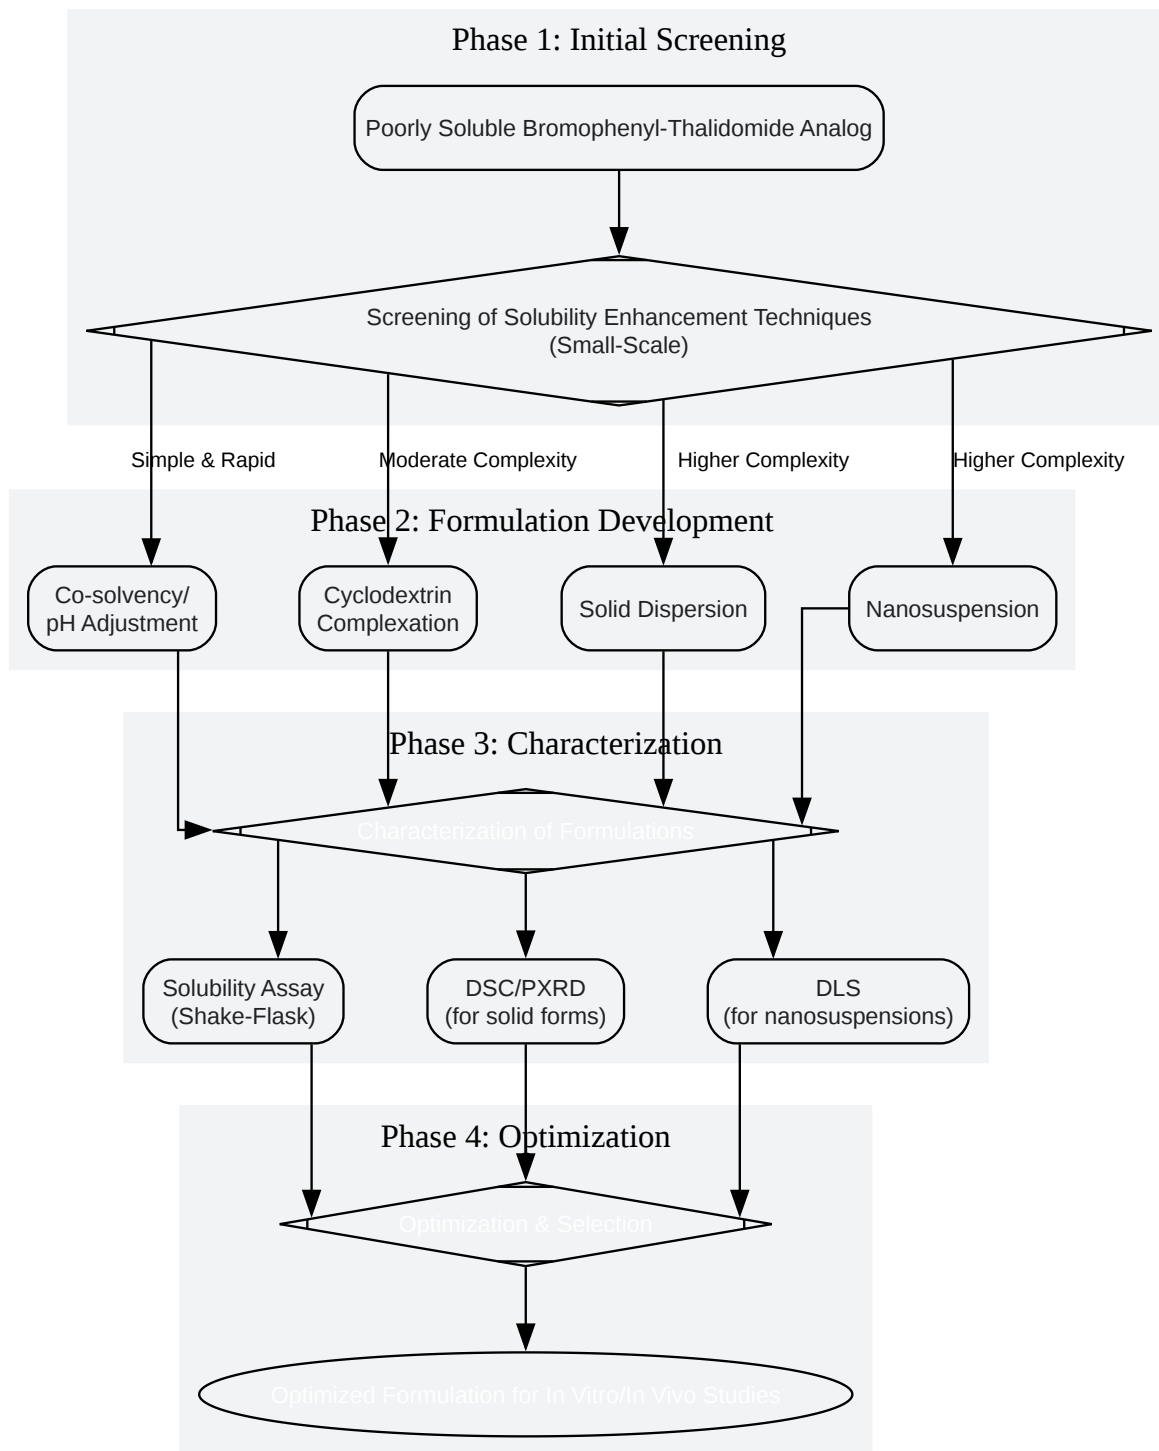 Phase 1: Initial Screening
Poorly Soluble Bromophenyl-Thalidomide Analog
Screening of Solubility Enhancement Techniques
(Small-Scale)
Simple & Rapid
Moderate Complexity
Higher Complexity
Higher Complexity
Phase 2: Formulation Development
Co-solvency/
pH Adjustment
Cyclodextrin
Complexation
Solid Dispersion
Nanosuspension
Phase 3: Characterization
Characterization of Formulations
Solubility Assay
(Shake-Flask)
DSC/PXRD
(for solid forms)
DLS
(for nanosuspensions)
Phase 4: Optimization
Optimization & Selection
Optimized Formulation for In Vitro/In Vivo Studies